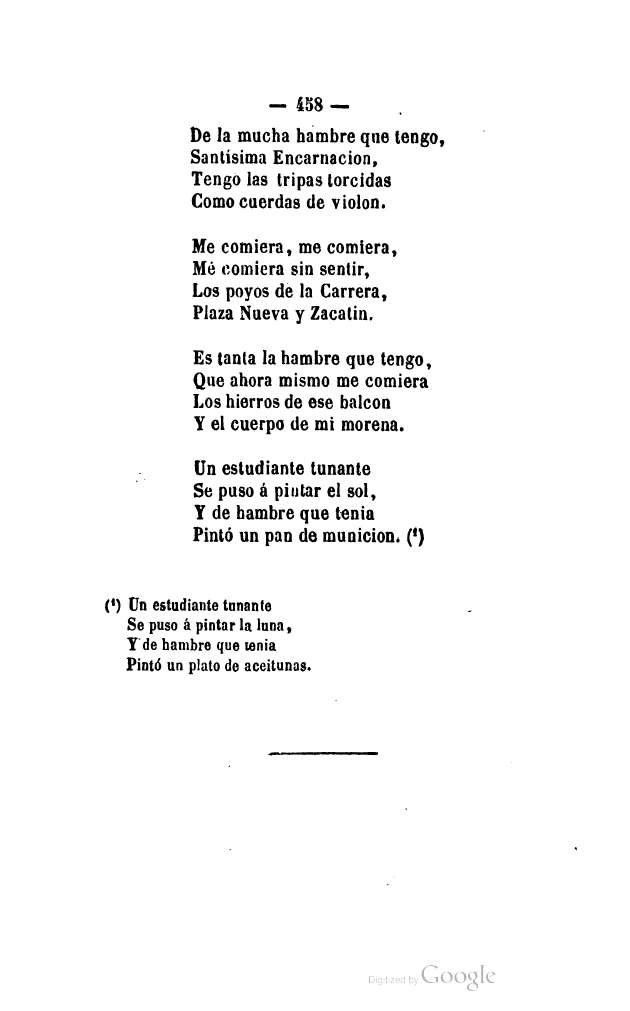 — 458 —
De la mucha hambre que tengo,
Santísima Encarnacion,
Tengo las tripas torcidas
Como cuerdas de violon.
Me comiera, me comiera,
Me comiera sin sentir,
Los poyos de la Carrera,
Plaza Nueva y Zacatin.
Es tanta la hambre que tengo,
Que ahora mismo me comiera
Los hierros de ese balcon
Y el cuerpo de mi morena.
Un estudiante tunante
Se puso á pintar el sol,
Y de hambre que tenia
Pintó un pan de municion. (¹)
(¹) Un estudiante tunante
Se puso á pintar la luna,
Y de hambre que tenia
Pintó un plato de aceitunas.
Digitized by Google